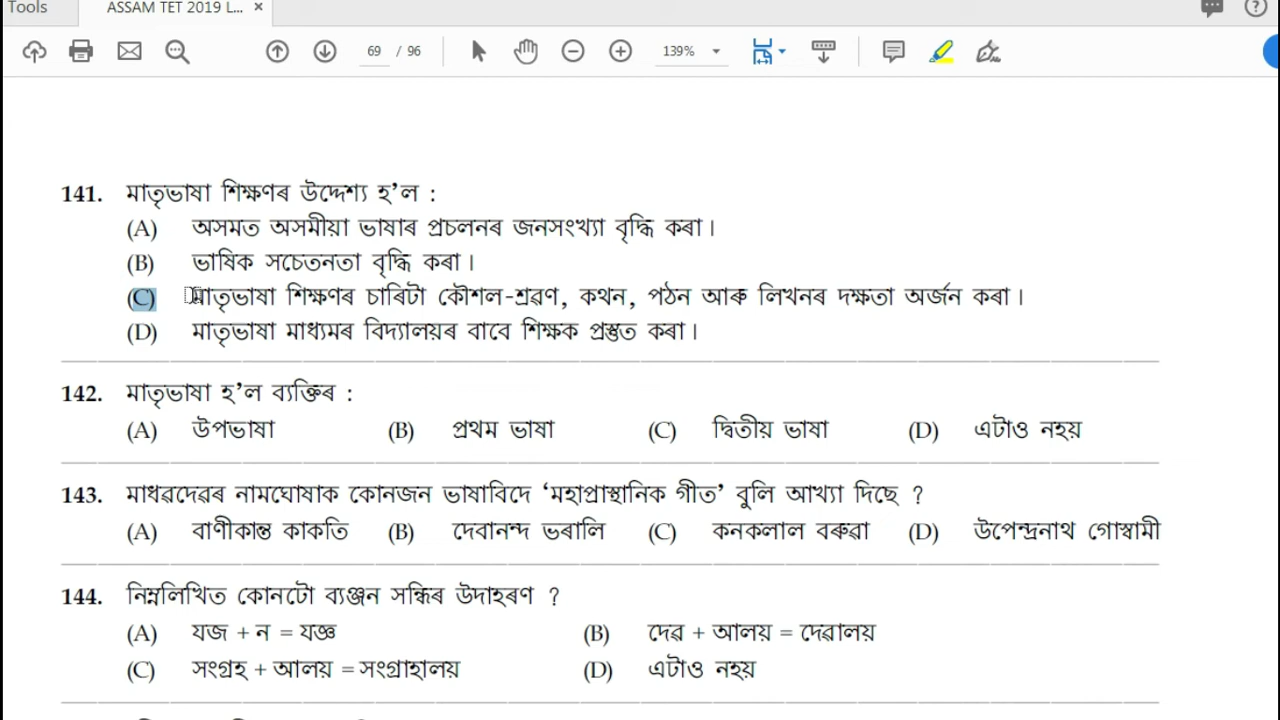 Tools ASSAM TET 2019 L... ×
69 / 96 139%
141. মাতৃভাষা শিক্ষণৰ উদ্দেশ্য হ’ল :
(A) অসমত অসমীয়া ভাষাৰ প্ৰচলনৰ জনসংখ্যা বৃদ্ধি কৰা।
(B) ভাষিক সচেতনতা বৃদ্ধি কৰা।
(C) মাতৃভাষা শিক্ষণৰ চাৰিটা কৌশল-শ্ৰৱণ, কথন, পঠন আৰু লিখনৰ দক্ষতা অৰ্জন কৰা।
(D) মাতৃভাষা মাধ্যমৰ বিদ্যালয়ৰ বাবে শিক্ষক প্ৰস্তুত কৰা।
142. মাতৃভাষা হ’ল ব্যক্তিৰ :
(A) উপভাষা (B) প্ৰথম ভাষা (C) দ্বিতীয় ভাষা (D) এটাও নহয়
143. মাধৱদেৱৰ নামঘোষাক কোনজন ভাষাবিদে ‘মহাপ্ৰাস্থানিক গীত’ বুলি আখ্যা দিছে ?
(A) বাণীকান্ত কাকতি (B) দেবানন্দ ভৰালি (C) কনকলাল বৰুৱা (D) উপেন্দ্ৰনাথ গোস্বামী
144. নিম্নলিখিত কোনটো ব্যঞ্জন সন্ধিৰ উদাহৰণ ?
(A) যজ + ন = যজ্ঞ (B) দেৱ + আলয় = দেৱালয়
(C) সংগ্ৰহ + আলয় = সংগ্ৰাহালয় (D) এটাও নহয়